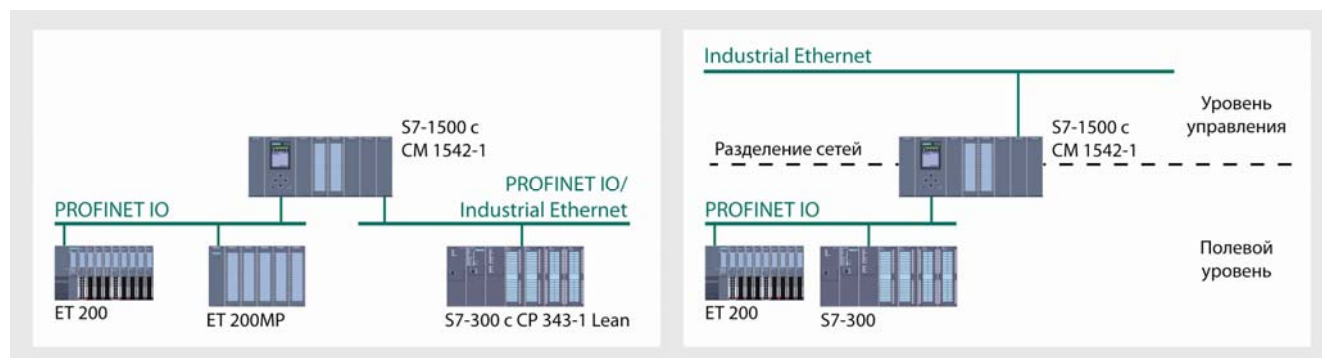 S7-1500 с
CM 1542-1
PROFINET IO/
Industrial Ethernet
PROFINET IO
ET 200
ET 200MP
S7-300 с CP 343-1 Lean
Industrial Ethernet
Уровень
управления
S7-1500 с
CM 1542-1
Разделение сетей
PROFINET IO
Полевой
уровень
ET 200
S7-300